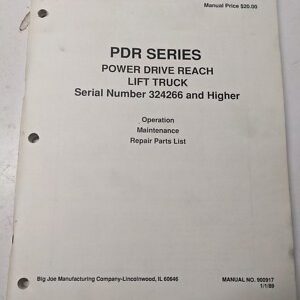 Manual Price $20.00
PDR SERIES
POWER DRIVE REACH
LIFT TRUCK
Serial Number 324266 and Higher
Operation
Maintenance
Repair Parts List
Big Joe Manufacturing Company-Lincolnwood, IL 60646
MANUAL NO. 900917
1/1/89